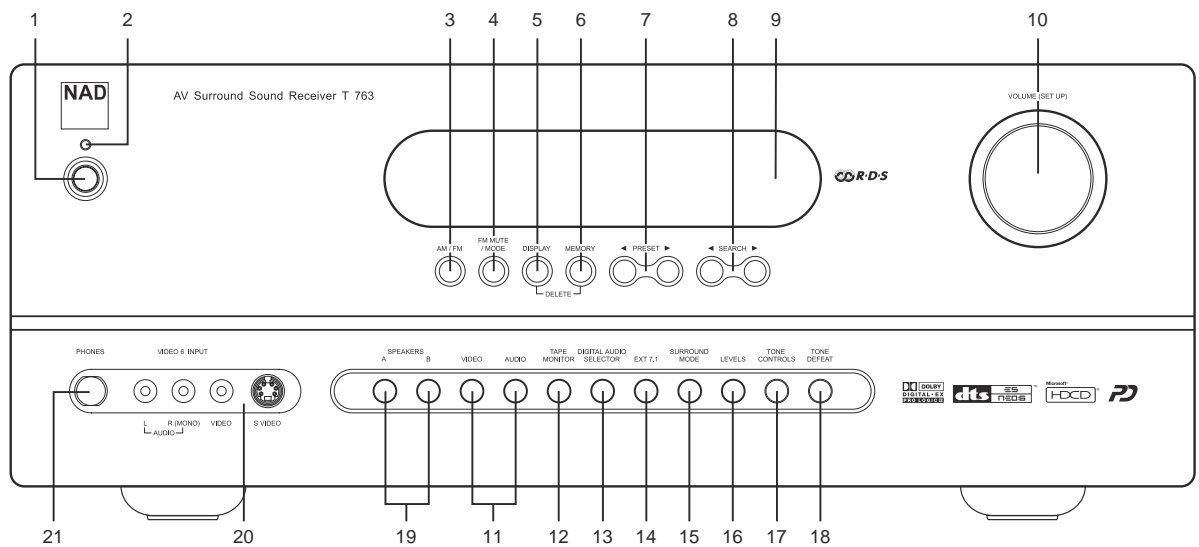 1 2 3 4 5 6 7 8 9 10
NAD
AV Surround Sound Receiver T 763
VOLUME (SET UP)
R·D·S
AM / FM
FM MUTE
/ MODE
DISPLAY
MEMORY
◄ PRESET ►
◄ SEARCH ►
DELETE
PHONES
VIDEO 6 INPUT
L
R (MONO)
VIDEO
S VIDEO
AUDIO
SPEAKERS
A B
VIDEO
AUDIO
TAPE
MONITOR
DIGITAL AUDIO
SELECTOR
EXT 7.1
SURROUND
MODE
LEVELS
TONE
CONTROLS
TONE
DEFEAT
DOLBY
DIGITAL·EX
PRO LOGIC II
dts
ES
NEO:6
™
Microsoft®
HDCD®
PD
21 20 19 11 12 13 14 15 16 17 18